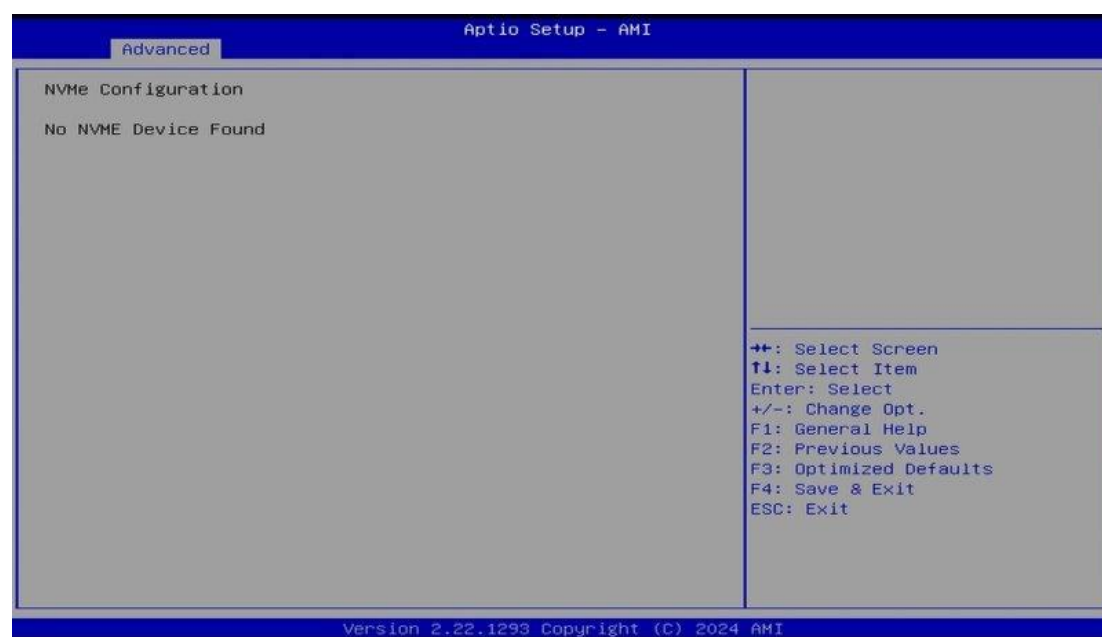 Aptio Setup - AMI
Advanced
NVMe Configuration
No NVME Device Found
→←: Select Screen
↑↓: Select Item
Enter: Select
+/-: Change Opt.
F1: General Help
F2: Previous Values
F3: Optimized Defaults
F4: Save & Exit
ESC: Exit
Version 2.22.1293 Copyright (C) 2024 AMI